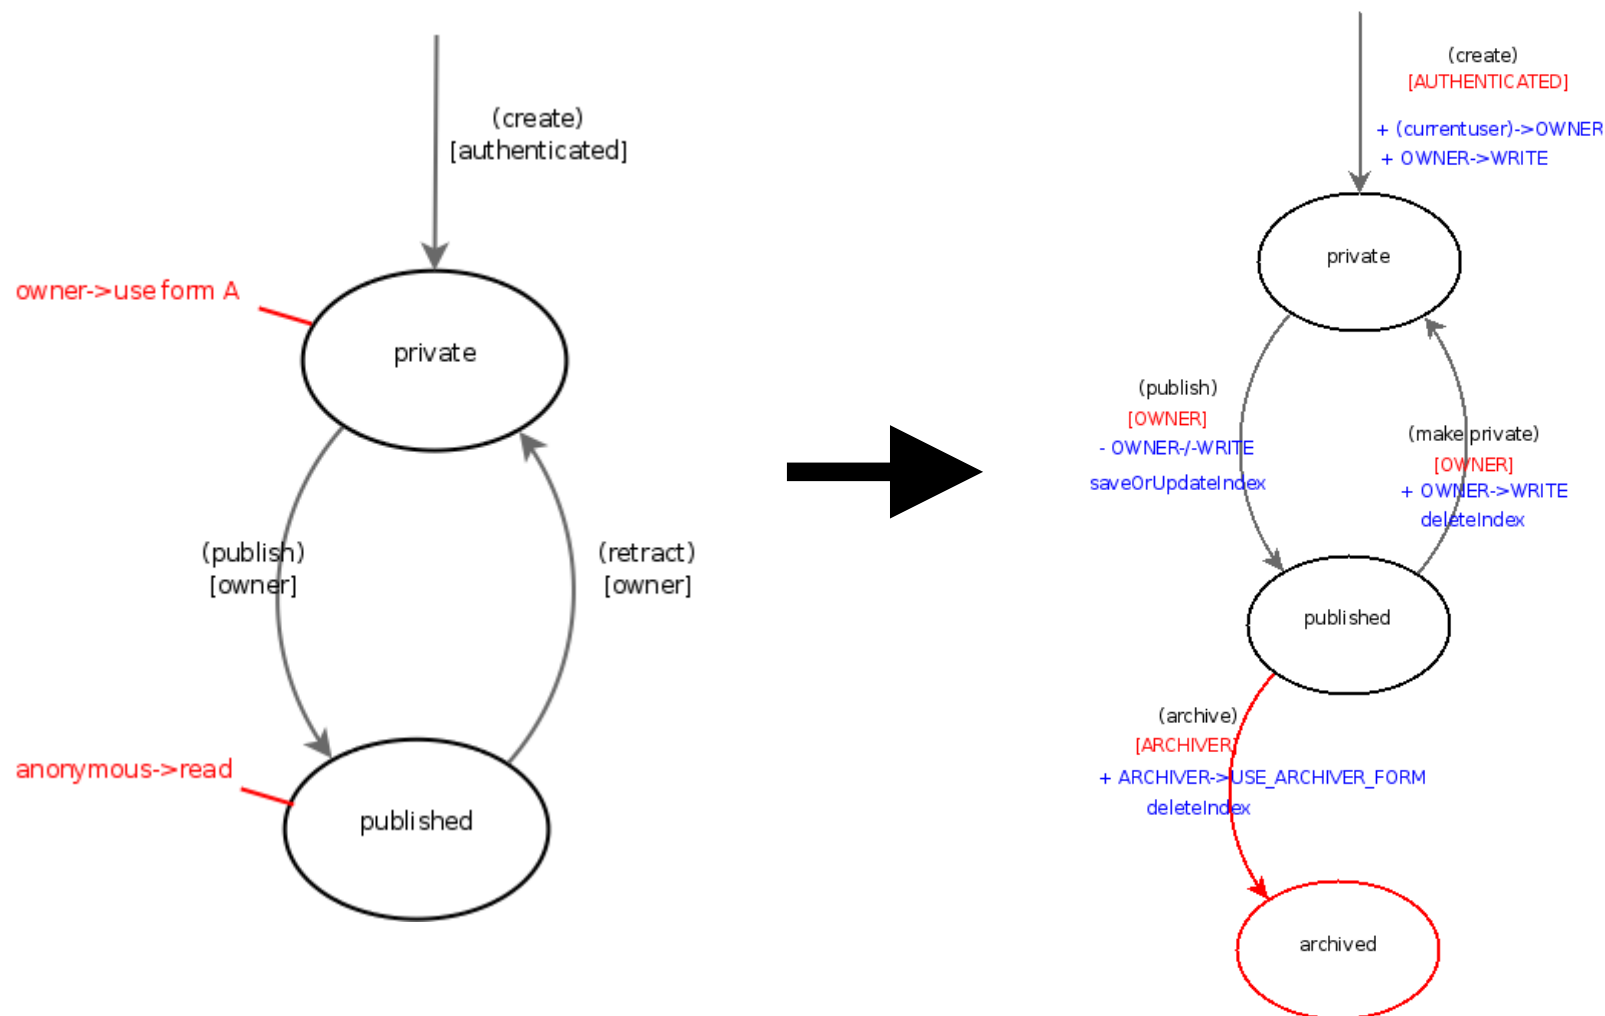 (create)
[authenticated]
owner->use form A
private
(publish)
[owner]
(retract)
[owner]
anonymous->read
published
(create)
[AUTHENTICATED]
+ (currentuser)->OWNER
+ OWNER->WRITE
private
(publish)
[OWNER]
- OWNER-/-WRITE
saveOrUpdateIndex
(make private)
[OWNER]
+ OWNER->WRITE
deleteIndex
published
(archive)
[ARCHIVER]
+ ARCHIVER->USE_ARCHIVER_FORM
deleteIndex
archived